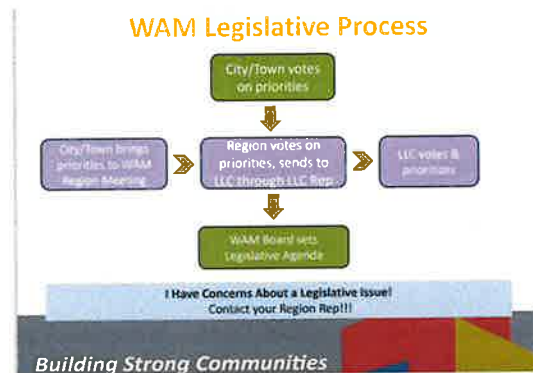 WAM Legislative Process
City/Town votes
on priorities
City/Town brings
priorities to WAM
Region Meeting
Region votes on
priorities, sends to
LLC through LLC Rep
LLC votes &
prioritizes
WAM Board sets
Legislative Agenda
I Have Concerns About a Legislative Issue!
Contact your Region Rep!!!
Building Strong Communities